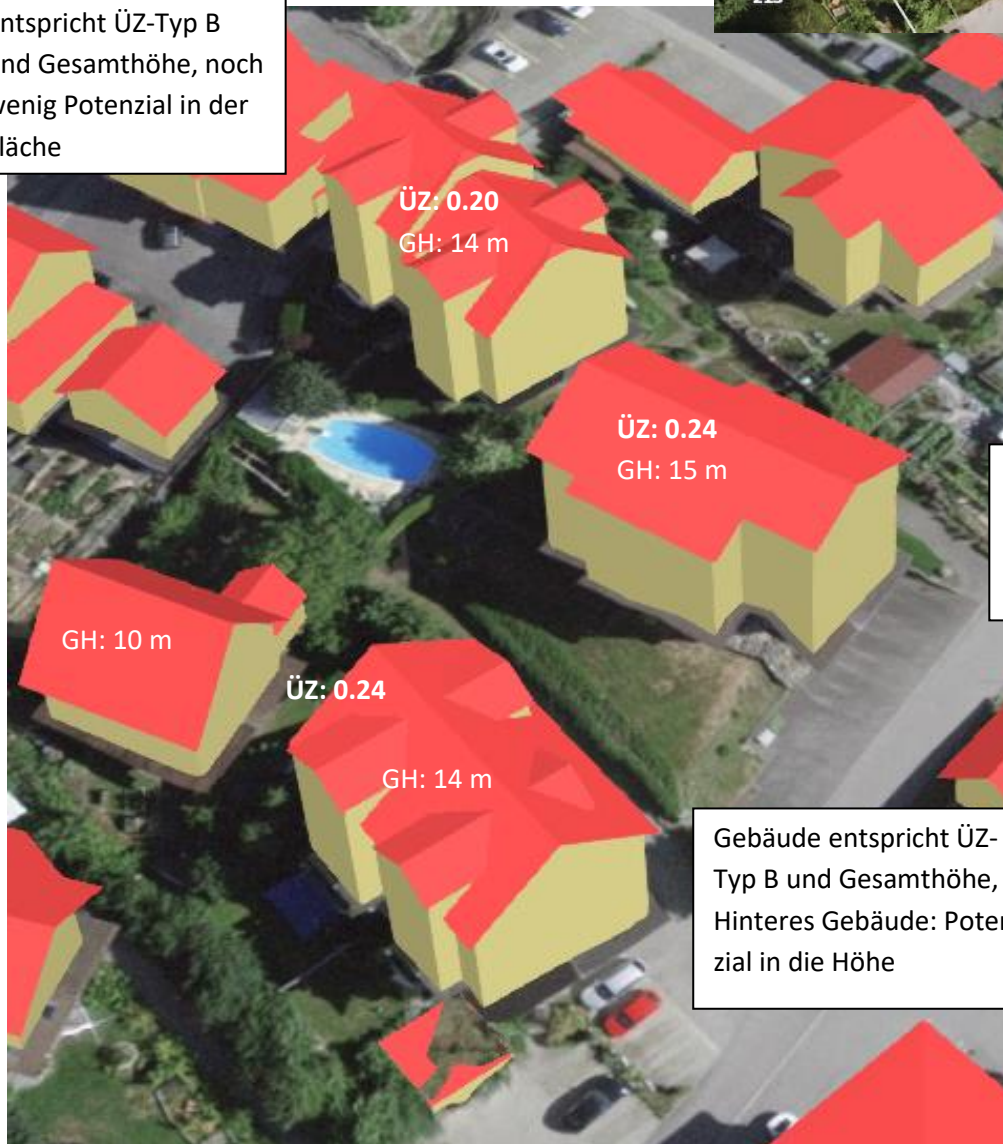 ntspricht ÜZ-Typ B
nd Gesamthöhe, noch
wenig Potenzial in der
läche
ÜZ: 0.20
GH: 14 m
ÜZ: 0.24
GH: 15 m
GH: 10 m
ÜZ: 0.24
GH: 14 m
Gebäude entspricht ÜZ-
Typ B und Gesamthöhe,
Hinteres Gebäude: Poten
zial in die Höhe